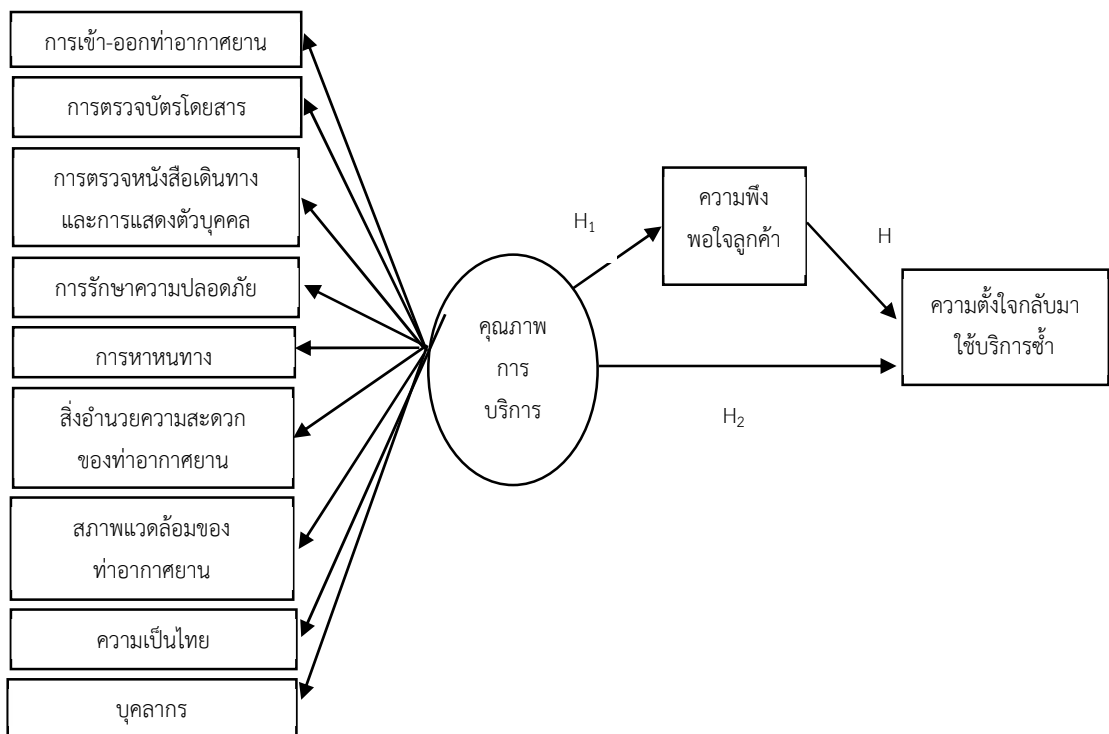 การเข้า-ออกท่าอากาศยาน
การตรวจบัตรโดยสาร
การตรวจหนังสือเดินทาง
และการแสดงตัวบุคคล
การรักษาความปลอดภัย
การหาหนทาง
สิ่งอำนวยความสะดวก
ของท่าอากาศยาน
สภาพแวดล้อมของ
ท่าอากาศยาน
ความเป็นไทย
บุคลากร
คุณภาพ
การ
บริการ
H₁
ความพึง
พอใจลูกค้า
H
H₂
ความตั้งใจกลับมา
ใช้บริการซ้ำ